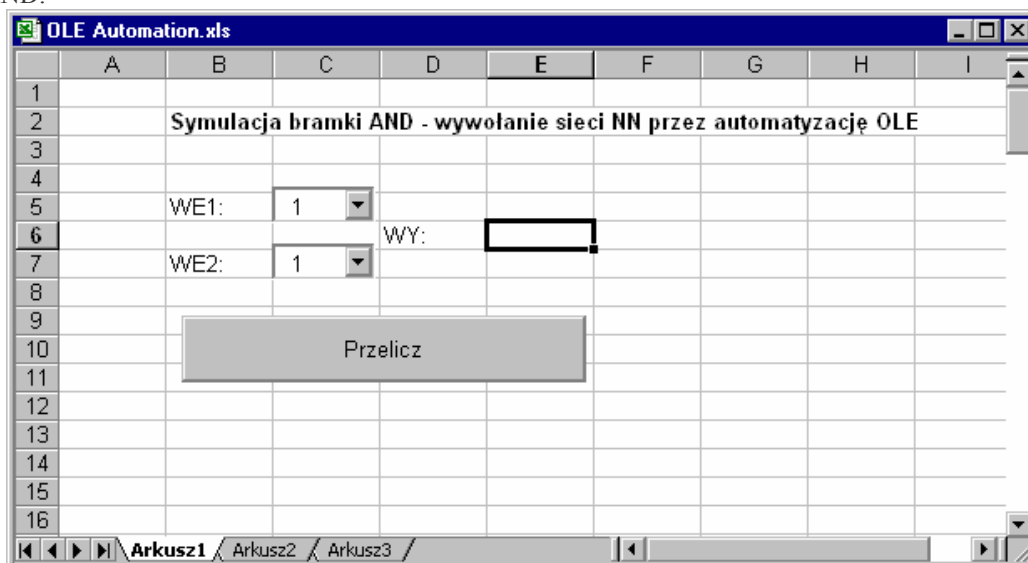 ND.
OLE Automation.xls
A B C D E F G H I
1
2 Symulacja bramki AND - wywołanie sieci NN przez automatyzację OLE
3
4
5 WE1: 1
6 WY:
7 WE2: 1
8
9
10 Przelicz
11
12
13
14
15
16
Arkusz1 Arkusz2 Arkusz3